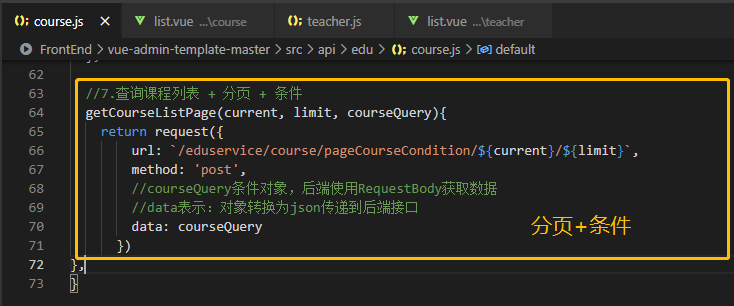 course.js × list.vue ...\course teacher.js list.vue ...\teacher
FrontEnd > vue-admin-template-master > src > api > edu > course.js > default
62
63 //7.查询课程列表 + 分页 + 条件
64 getCourseListPage(current, limit, courseQuery){
65 return request({
66 url: `/eduservice/course/pageCourseCondition/${current}/${limit}`,
67 method: 'post',
68 //courseQuery条件对象，后端使用RequestBody获取数据
69 //data表示：对象转换为json传递到后端接口
70 data: courseQuery
分页+条件
71 })
72 },
73 }